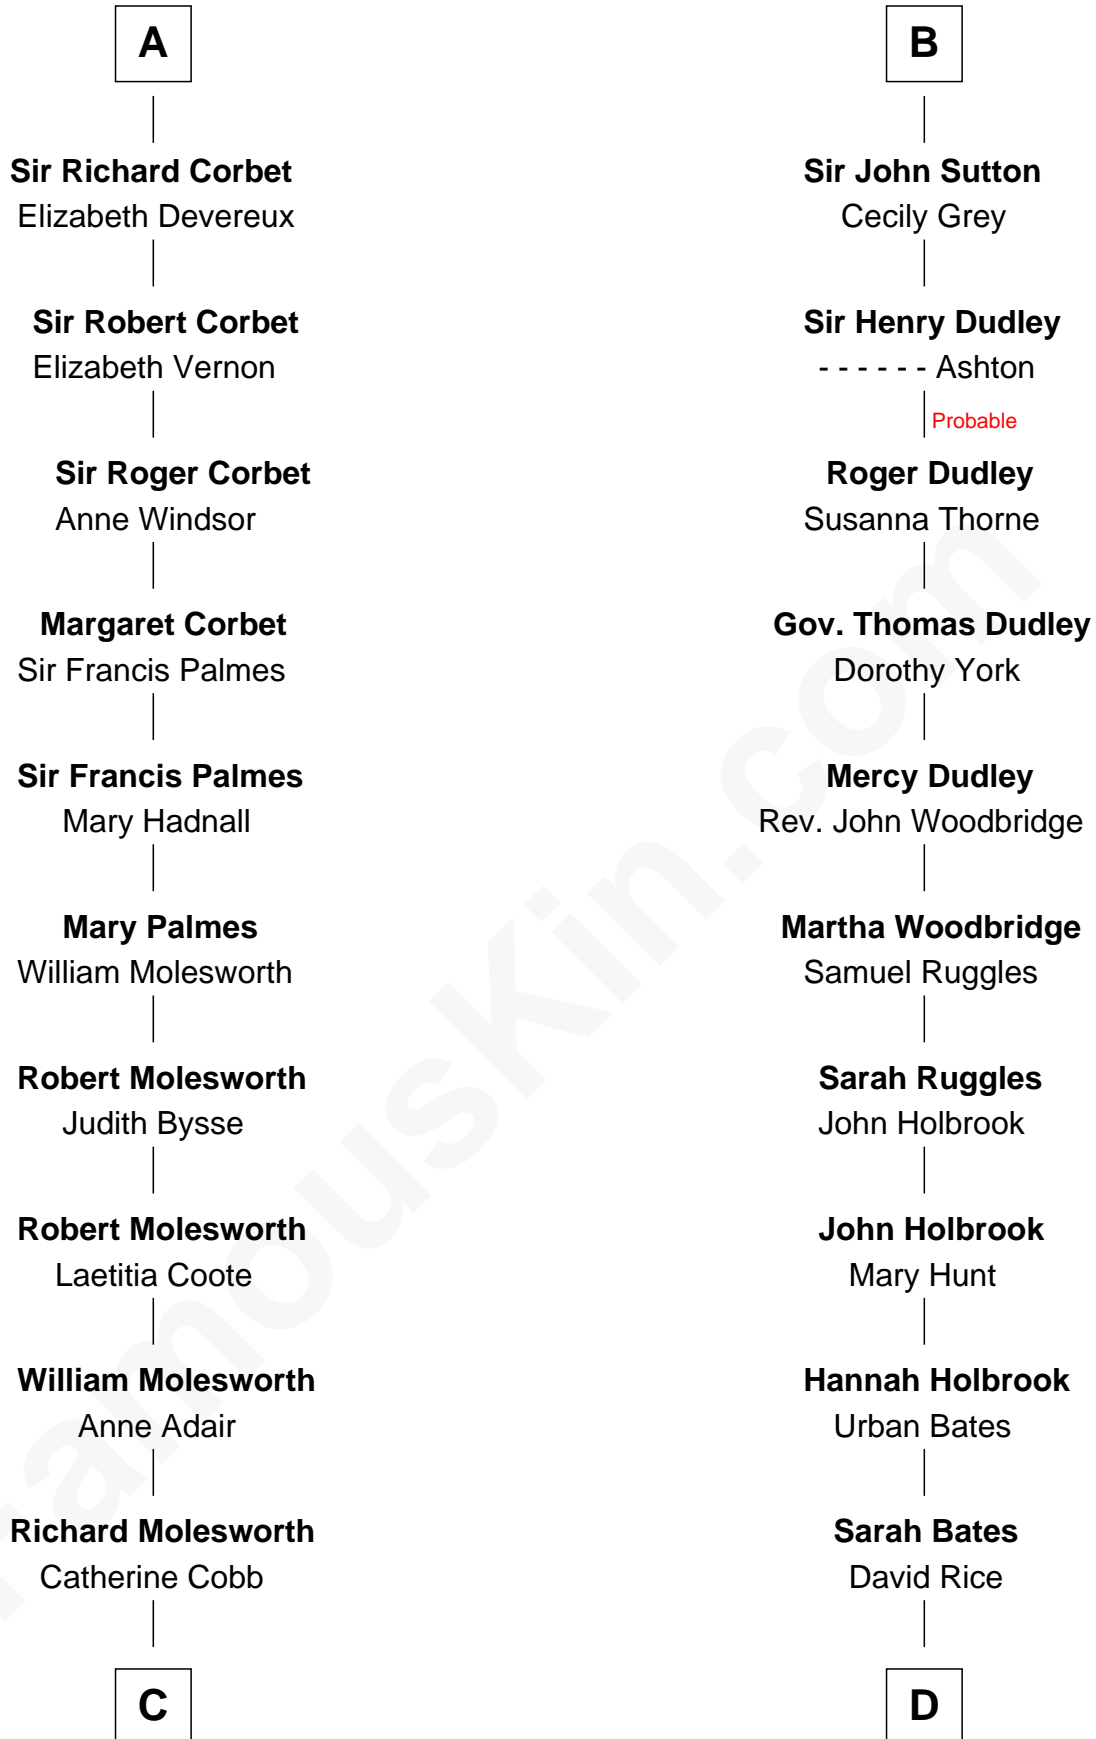 A
Sir Richard Corbet
Elizabeth Devereux
Sir Robert Corbet
Elizabeth Vernon
Sir Roger Corbet
Anne Windsor
Margaret Corbet
Sir Francis Palmes
Sir Francis Palmes
Mary Hadnall
Mary Palmes
William Molesworth
Robert Molesworth
Judith Bysse
Robert Molesworth
Laetitia Coote
William Molesworth
Anne Adair
Richard Molesworth
Catherine Cobb
C
B
Sir John Sutton
Cecily Grey
Sir Henry Dudley
- - - - - - Ashton
Probable
Roger Dudley
Susanna Thorne
Gov. Thomas Dudley
Dorothy York
Mercy Dudley
Rev. John Woodbridge
Martha Woodbridge
Samuel Ruggles
Sarah Ruggles
John Holbrook
John Holbrook
Mary Hunt
Hannah Holbrook
Urban Bates
Sarah Bates
David Rice
D
FamousKin.com